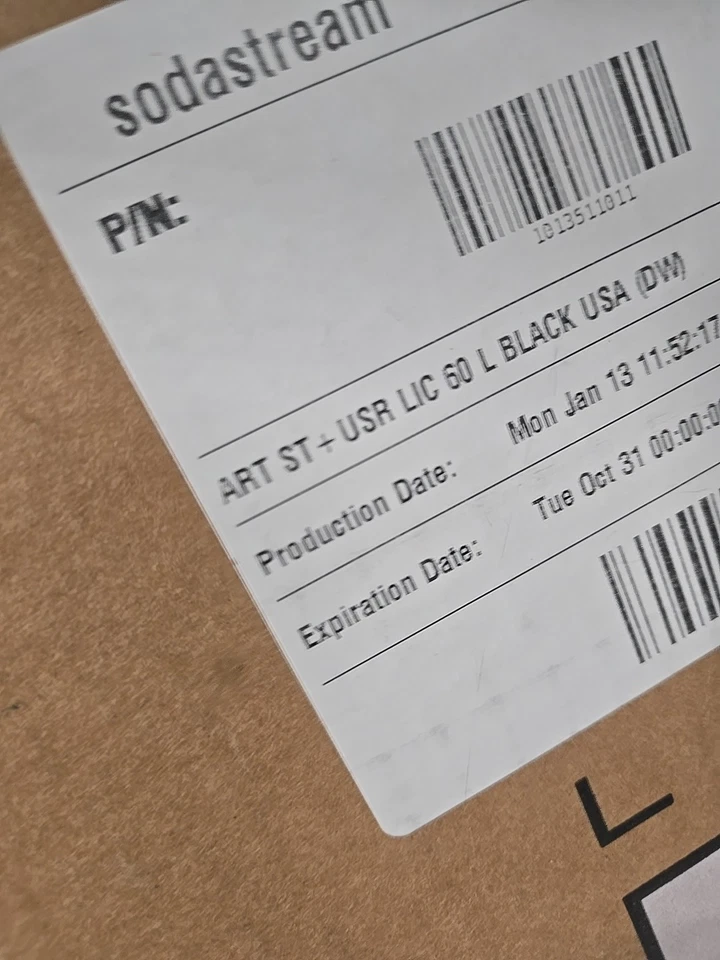 sodastream
P/N:
1013511011
ART ST+ USR LIC 60 L BLACK USA (DW)
Production Date: Mon Jan 13 11:52:17
Expiration Date: Tue Oct 31 00:00:00